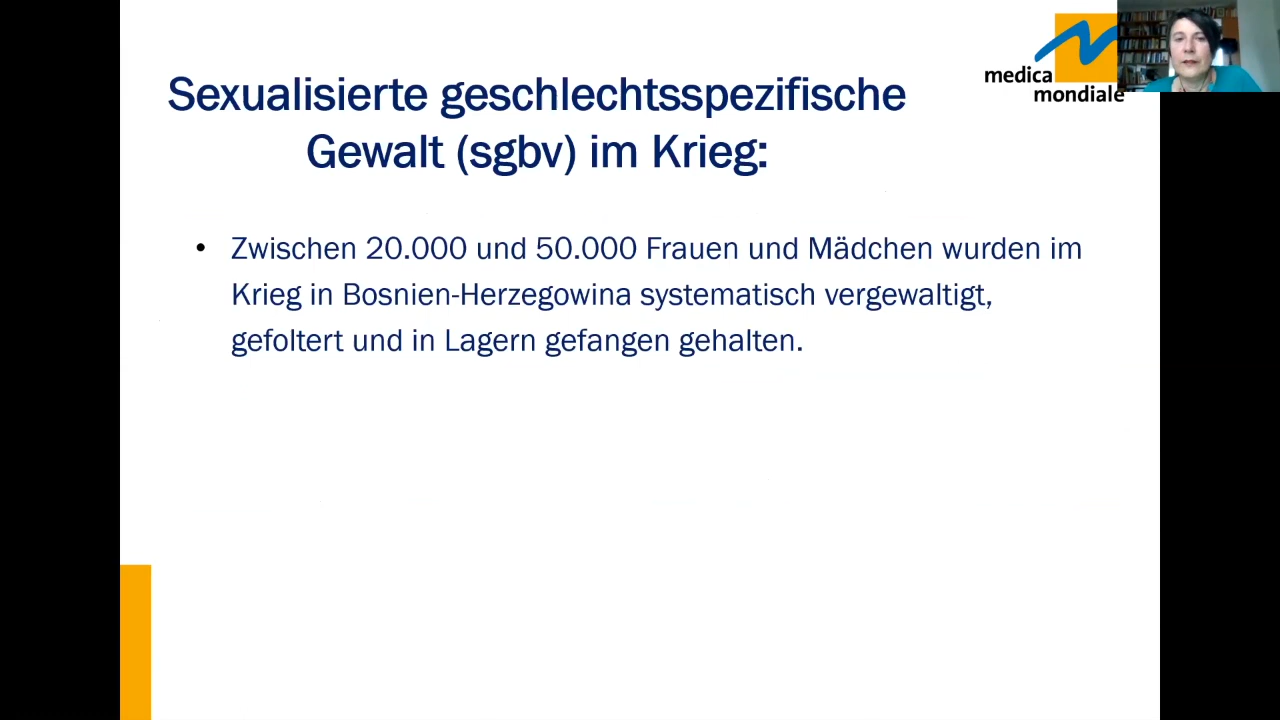 medica
mondiale
Sexualisierte geschlechtsspezifische
Gewalt (sgbv) im Krieg:
• Zwischen 20.000 und 50.000 Frauen und Mädchen wurden im
Krieg in Bosnien-Herzegowina systematisch vergewaltigt,
gefoltert und in Lagern gefangen gehalten.